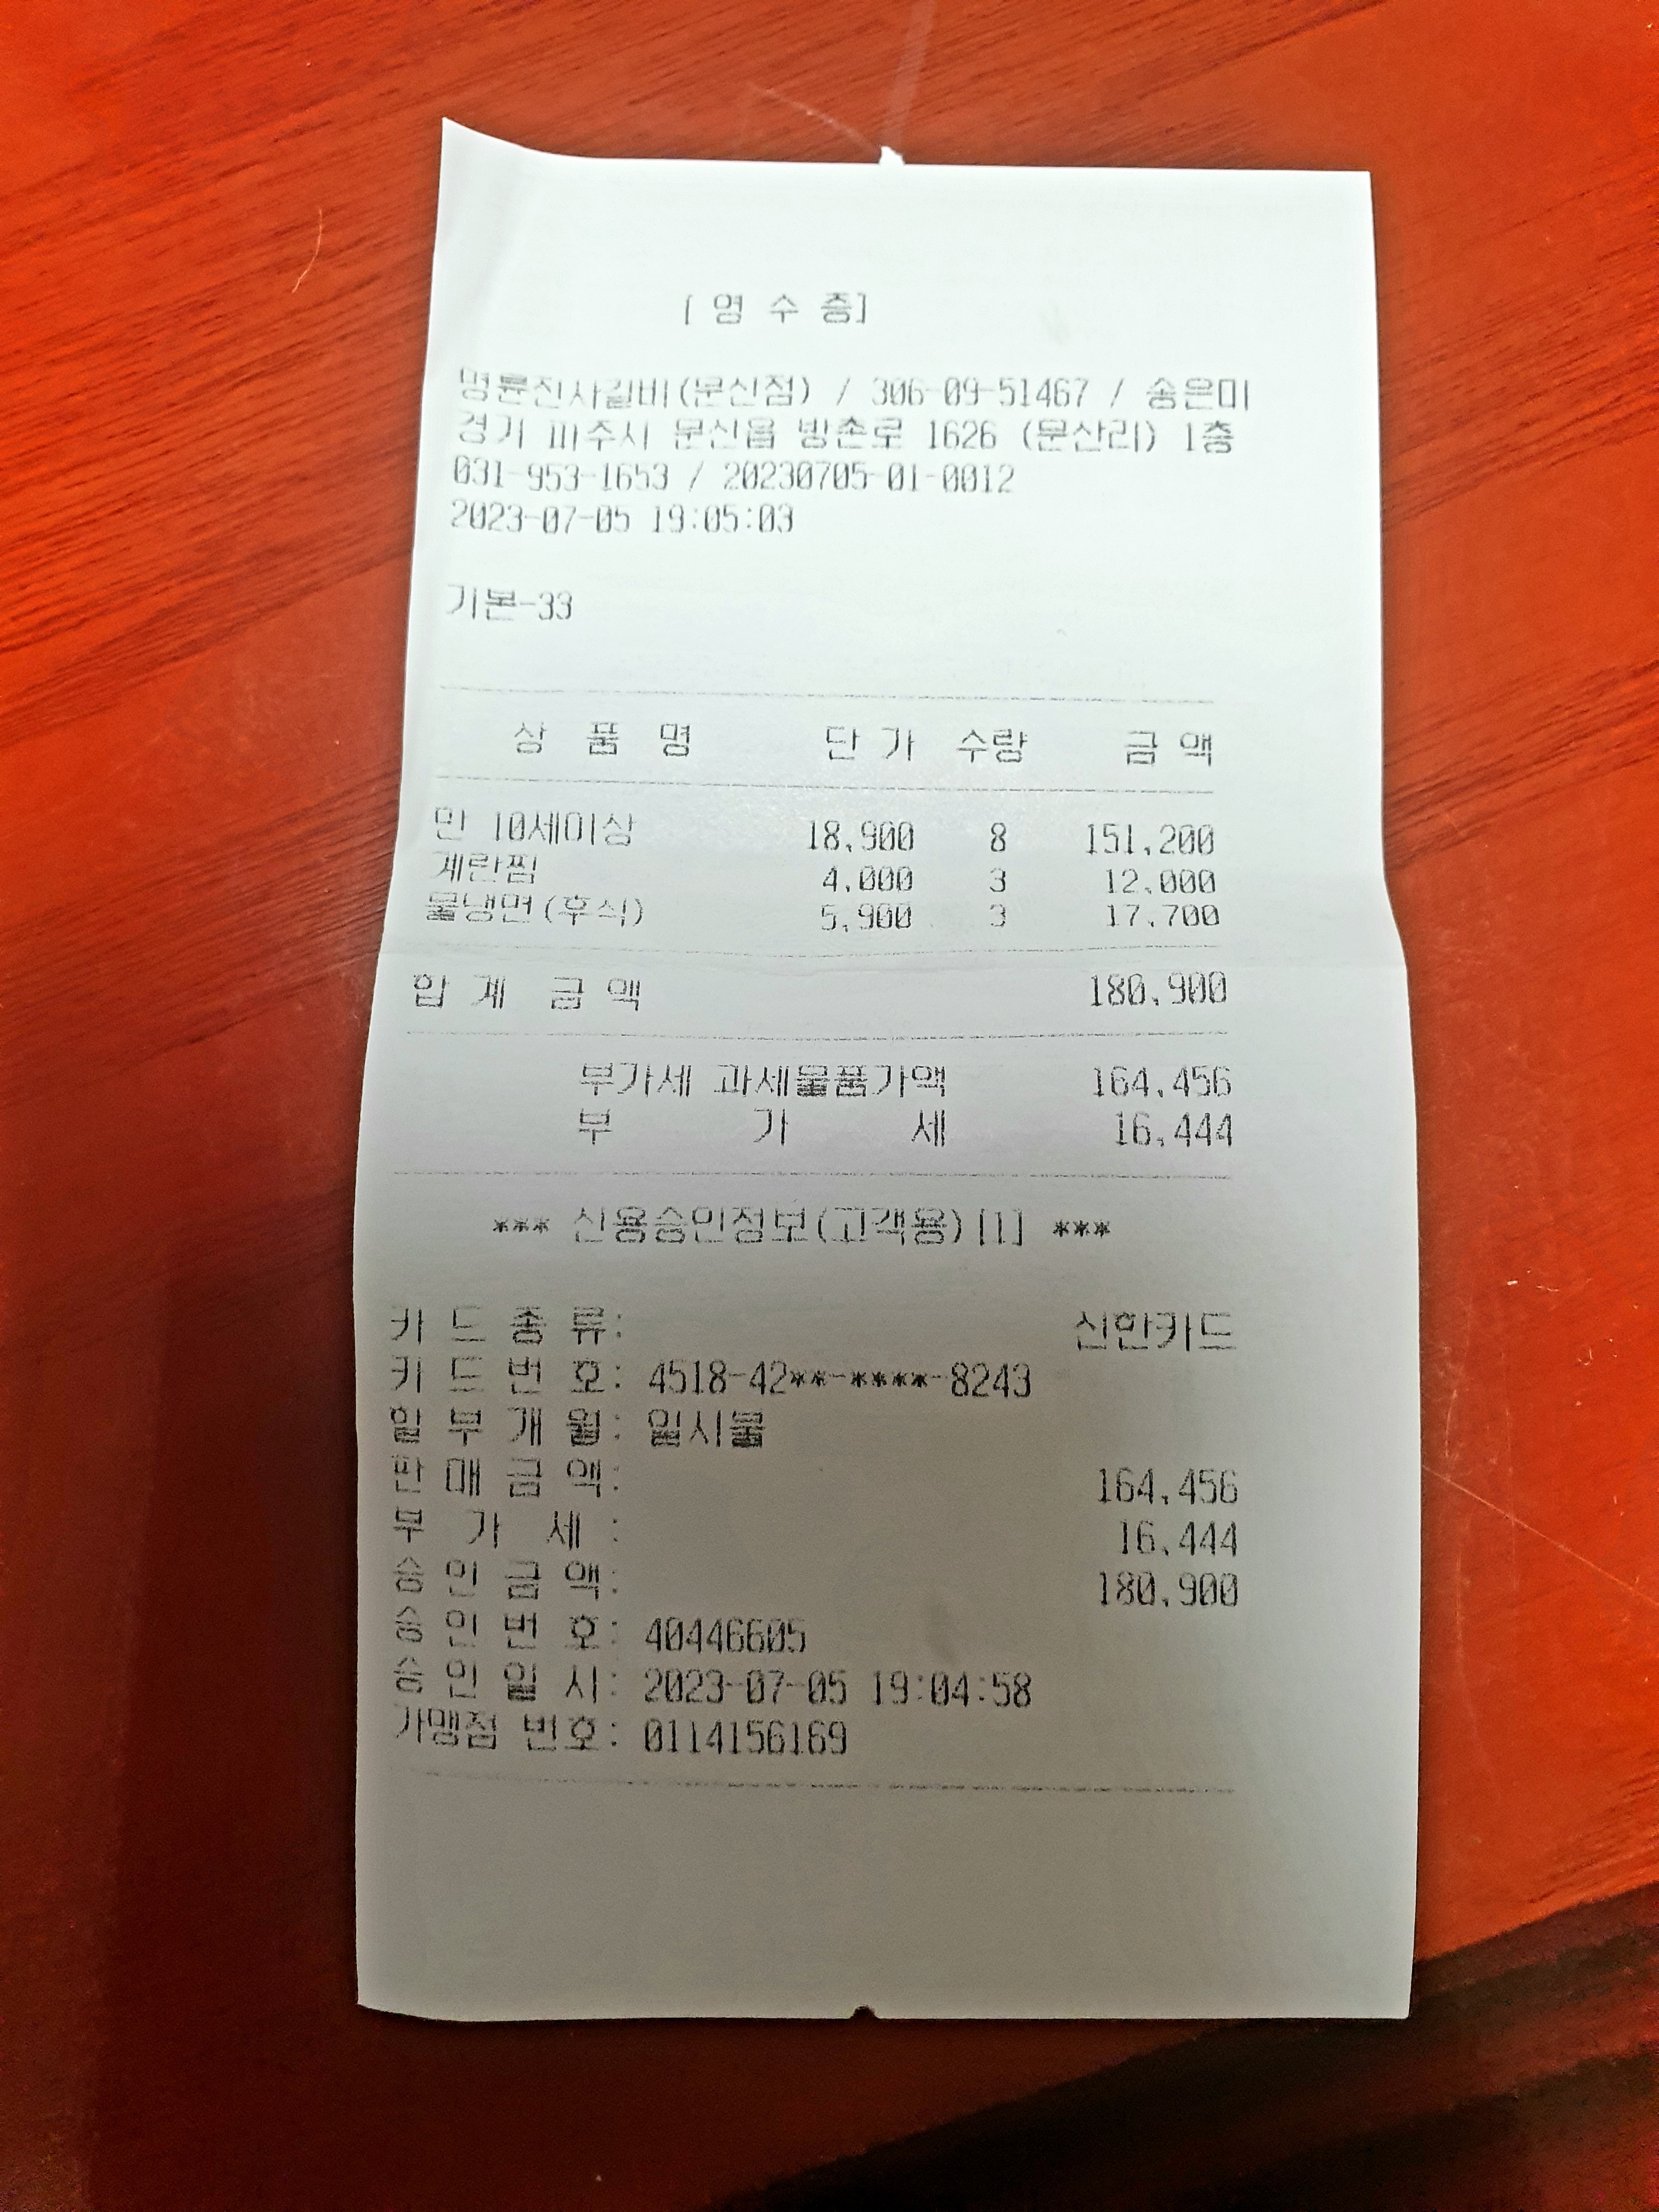 [ 영 수 증]
명륜진사갈비(문산점) / 306-09-51467 / 송은미
경기 파주시 문산읍 방촌로 1626 (문산리) 1층
031-953-1653 / 20230705-01-0012
2023-07-05 19:05:03
기본-33
상 품 명 단 가 수량 금 액
만 10세이상 18,900 8 151,200
계란찜 4,000 3 12,000
물냉면(후식) 5,900 3 17,700
합 계 금 액 180,900
부가세 과세물품가액 164,456
부 가 세 16,444
*** 신용승인정보(고객용)[1] ***
카 드 종 류: 신한카드
카 드 번 호: 4518-42**-****-8243
할 부 개 월: 일시불
판 매 금 액: 164,456
부 가 세 : 16,444
승 인 금 액: 180,900
승 인 번 호: 40446605
승 인 일 시: 2023-07-05 19:04:58
가맹점 번호: 0114156169